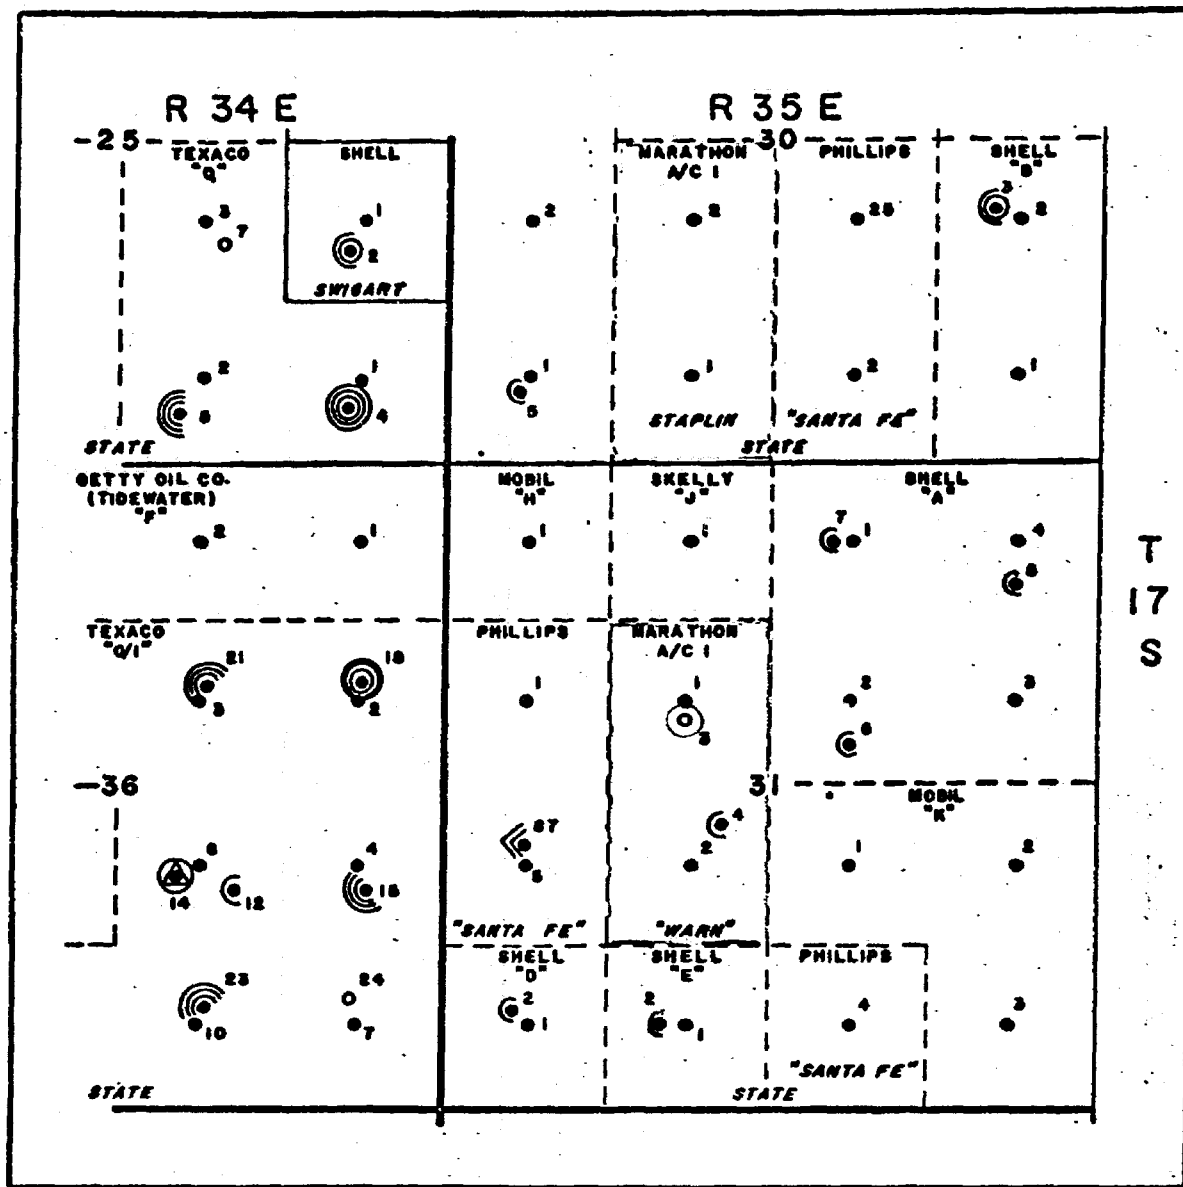 R 34 E
R 35 E
-25-
30
TEXACO
"Q"
SHELL
MARATHON
A/C 1
PHILLIPS
SHELL
"B"
3
7
1
2
2
2
25
3
2
SWIGART
2
5
1
4
1
5
1
2
1
STATE
STAPLIN
"SANTA FE"
STATE
GETTY OIL CO.
(TIDEWATER)
"F"
MOBIL
"H"
SKELLY
"J"
SHELL
"A"
2
1
1
1
7
1
4
8
T
17
S
TEXACO
"O/1"
PHILLIPS
MARATHON
A/C 1
21
3
18
2
1
1
3
2
6
3
-36
31
MOBIL
"K"
14
12
4
15
67
5
4
2
1
2
"SANTA FE"
"WARN"
SHELL
"D"
SHELL
"E"
PHILLIPS
23
10
24
7
2
1
2
1
4
3
"SANTA FE"
STATE
STATE